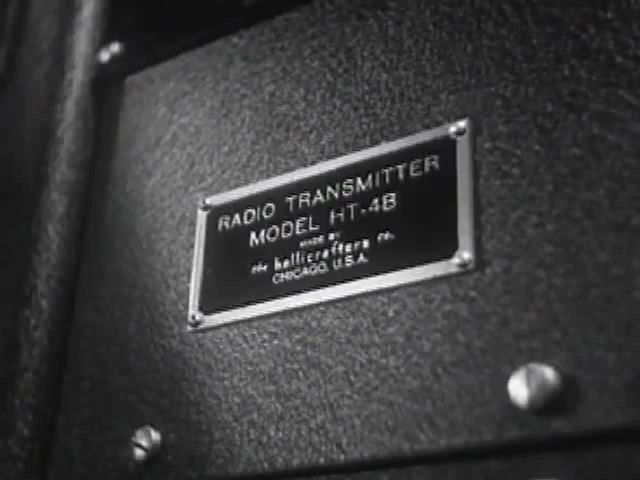 RADIO TRANSMITTER
MODEL HT-4B
MADE BY
the hallicrafters co.
CHICAGO, U.S.A.